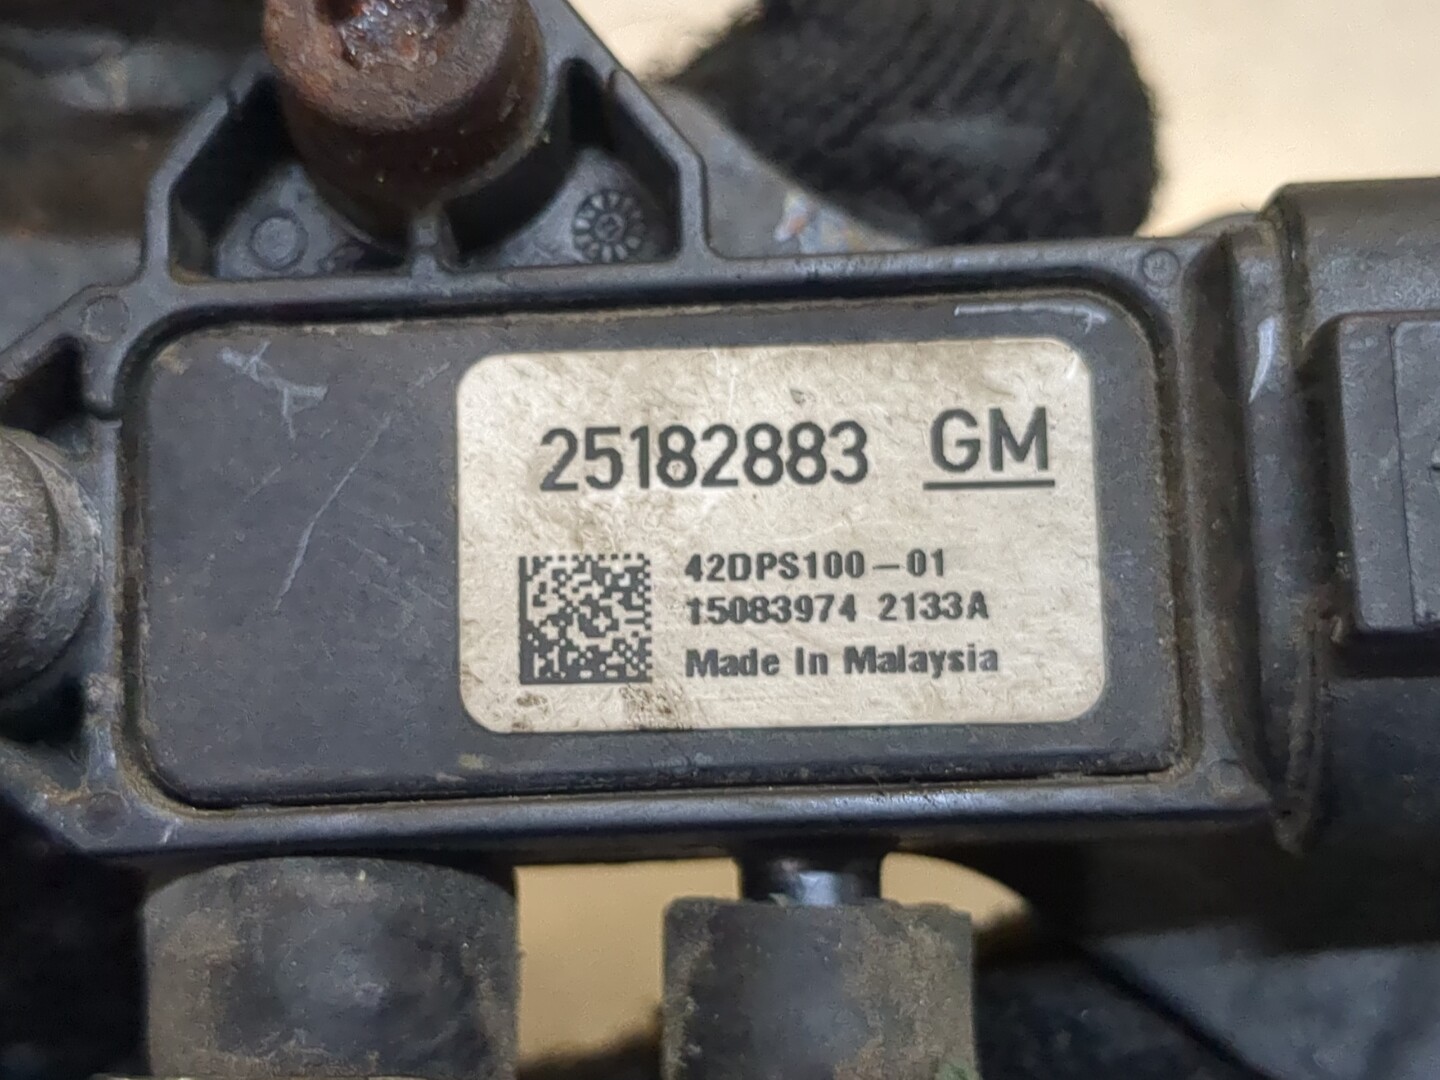 25182883 GM
42DPS100-01
15083974 2133A
Made In Malaysia